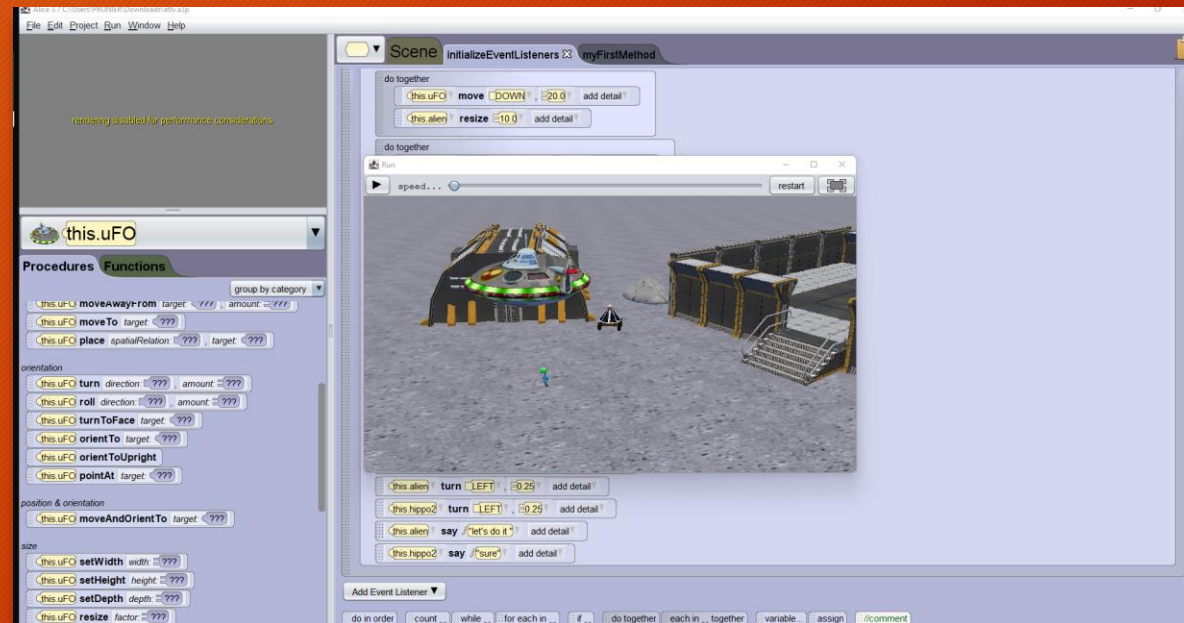 Alice 3.7 C:\Users\PRUNIER\Downloads\
File Edit Project Run Window Help
rendering disabled for performance considerations
this.uFO
Procedures Functions
group by category
this.uFO moveAwayFrom target: ??? , amount: ???
this.uFO moveTo target: ???
this.uFO place spatialRelation: ??? , target: ???
orientation
this.uFO turn direction: ??? , amount: ???
this.uFO roll direction: ??? , amount: ???
this.uFO turnToFace target: ???
this.uFO orientTo target: ???
this.uFO orientToUpright
this.uFO pointAt target: ???
position & orientation
this.uFO moveAndOrientTo target: ???
size
this.uFO setWidth width: ???
this.uFO setHeight height: ???
this.uFO setDepth depth: ???
this.uFO resize factor: ???
Scene initializeEventListeners myFirstMethod
do together
this.uFO move DOWN , 20.0 add detail
this.alien resize 10.0 add detail
do together
Run
speed... restart
this.alien turn LEFT , 0.25 add detail
this.hippo2 turn LEFT , 0.25 add detail
this.alien say "let's do it " add detail
this.hippo2 say "sure" add detail
Add Event Listener
do in order count _ while _ for each in _ if _ do together each in _ together variable... assign //comment